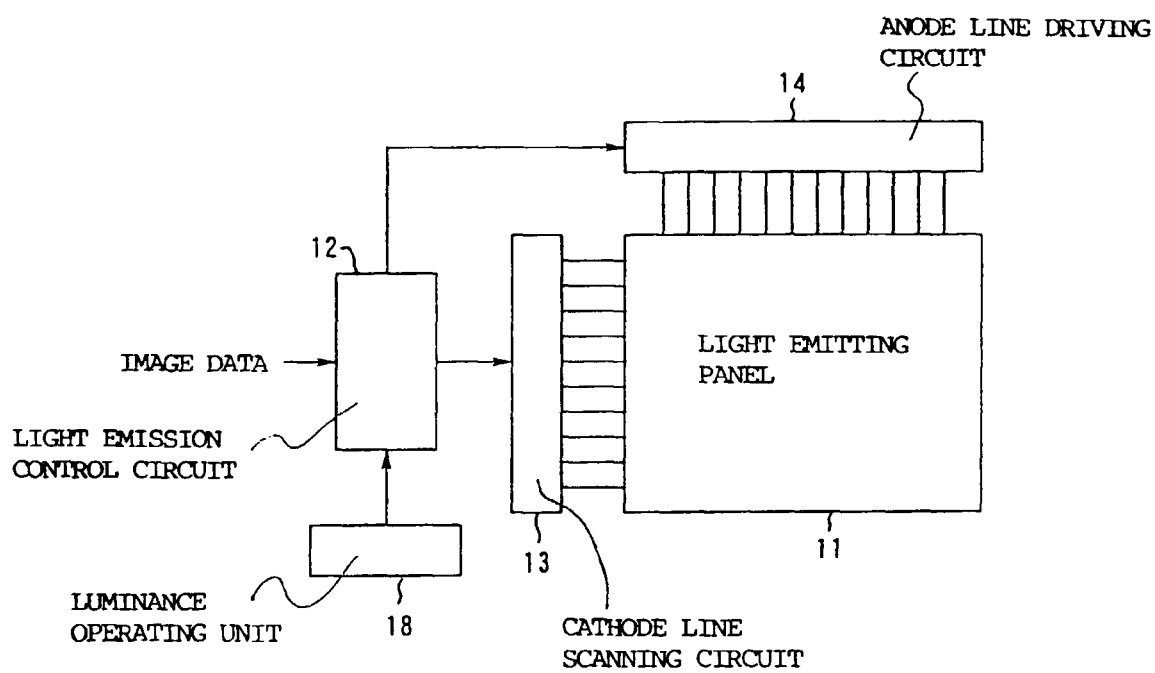 ANODE LINE DRIVING
CIRCUIT
14
12
IMAGE DATA
LIGHT EMITTING
PANEL
LIGHT EMISSION
CONTROL CIRCUIT
13
11
LUMINANCE
OPERATING UNIT
18
CATHODE LINE
SCANNING CIRCUIT